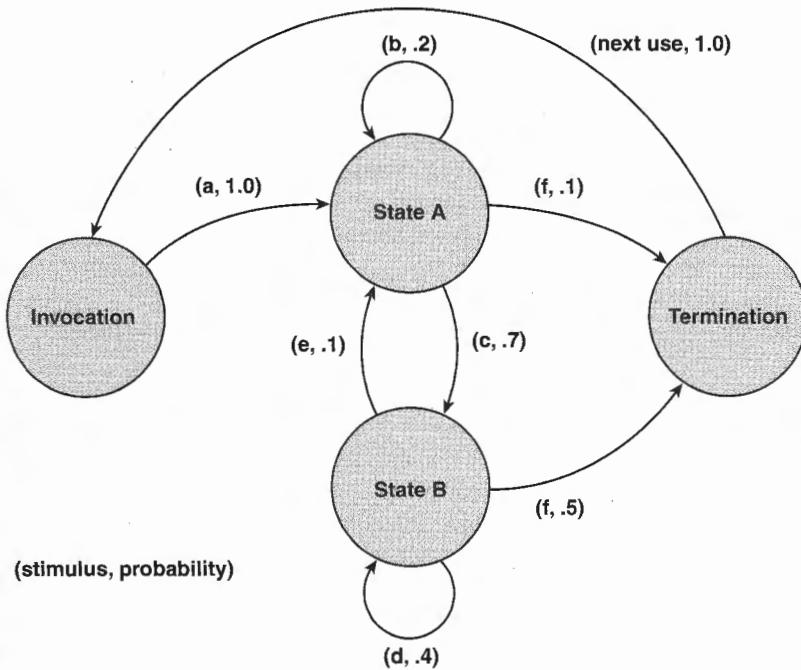 (b, .2)
(next use, 1.0)
(a, 1.0)
State A
(f, .1)
Invocation
Termination
(e, .1)
(c, .7)
State B
(f, .5)
(stimulus, probability)
(d, .4)